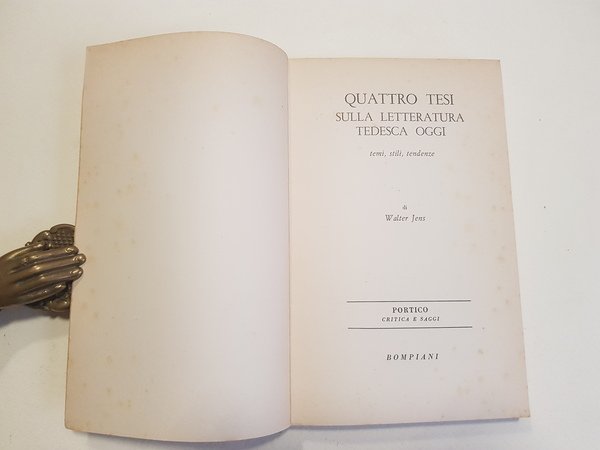 QUATTRO TESI
SULLA LETTERATURA
TEDESCA OGGI
temi, stili, tendenze
di
Walter Jens
PORTICO
CRITICA E SAGGI
BOMPIANI